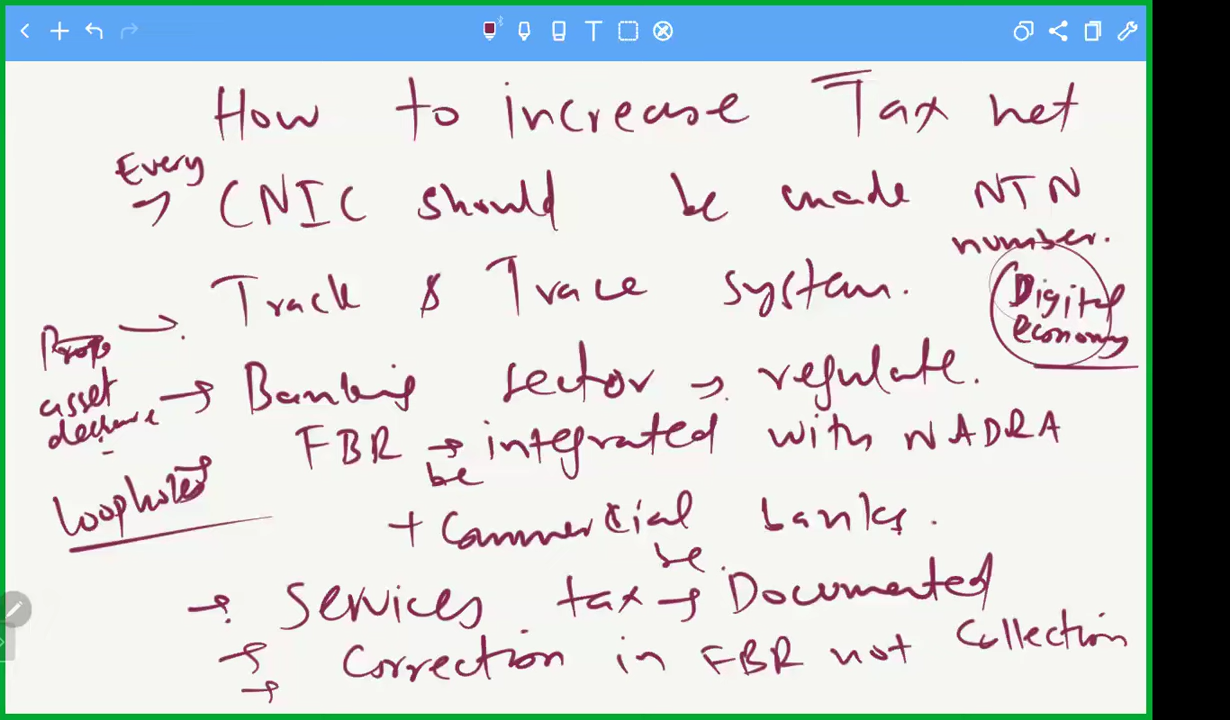 How to increase Tax net
Every
→ CNIC should be made NTN
number.
Track & Trace system.
Digital
economy
Prop
asset
declare
→ Banking sector → regulate.
FBR → be integrated with NADRA
+ Commercial banks.
Loopholes
→ Services tax → be Documented
→ Correction in FBR not Collection
→